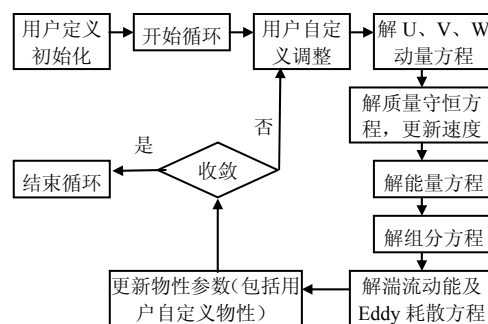 用户定义
初始化
开始循环
用户自定
义调整
解 U、V、W
动量方程
解质量守恒方
程，更新速度
解能量方程
解组分方程
解湍流动能及
Eddy 耗散方程
更新物性参数(包括用
户自定义物性)
收敛
否
是
结束循环